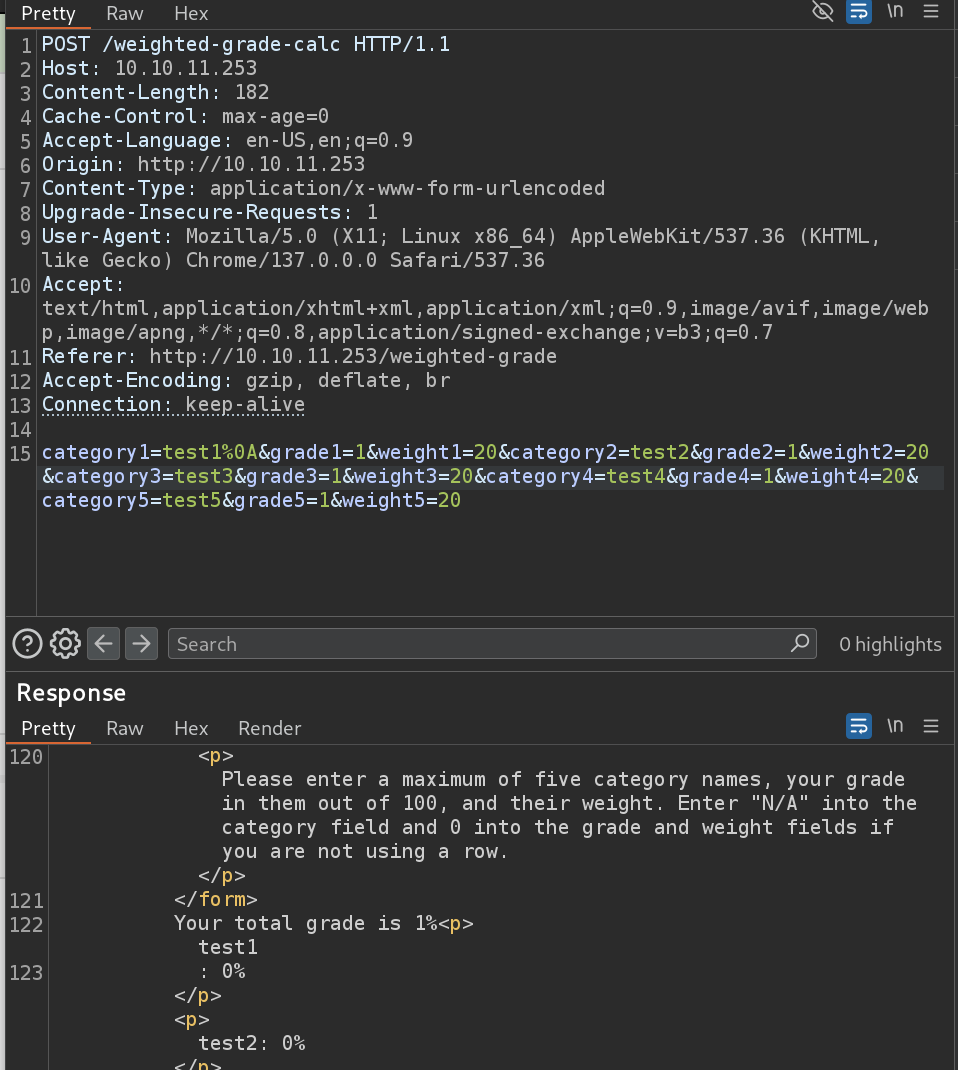 Pretty Raw Hex \n
1 POST /weighted-grade-calc HTTP/1.1
2 Host: 10.10.11.253
3 Content-Length: 182
4 Cache-Control: max-age=0
5 Accept-Language: en-US,en;q=0.9
6 Origin: http://10.10.11.253
7 Content-Type: application/x-www-form-urlencoded
8 Upgrade-Insecure-Requests: 1
9 User-Agent: Mozilla/5.0 (X11; Linux x86_64) AppleWebKit/537.36 (KHTML,
like Gecko) Chrome/137.0.0.0 Safari/537.36
10 Accept:
text/html,application/xhtml+xml,application/xml;q=0.9,image/avif,image/web
p,image/apng,*/*;q=0.8,application/signed-exchange;v=b3;q=0.7
11 Referer: http://10.10.11.253/weighted-grade
12 Accept-Encoding: gzip, deflate, br
13 Connection: keep-alive
14
15 category1=test1%0A&grade1=1&weight1=20&category2=test2&grade2=1&weight2=20
&category3=test3&grade3=1&weight3=20&category4=test4&grade4=1&weight4=20&
category5=test5&grade5=1&weight5=20
? Search 0 highlights
Response
Pretty Raw Hex Render \n
120 <p>
Please enter a maximum of five category names, your grade
in them out of 100, and their weight. Enter "N/A" into the
category field and 0 into the grade and weight fields if
you are not using a row.
</p>
121 </form>
122 Your total grade is 1%<p>
test1
123 : 0%
</p>
<p>
test2: 0%
</p>